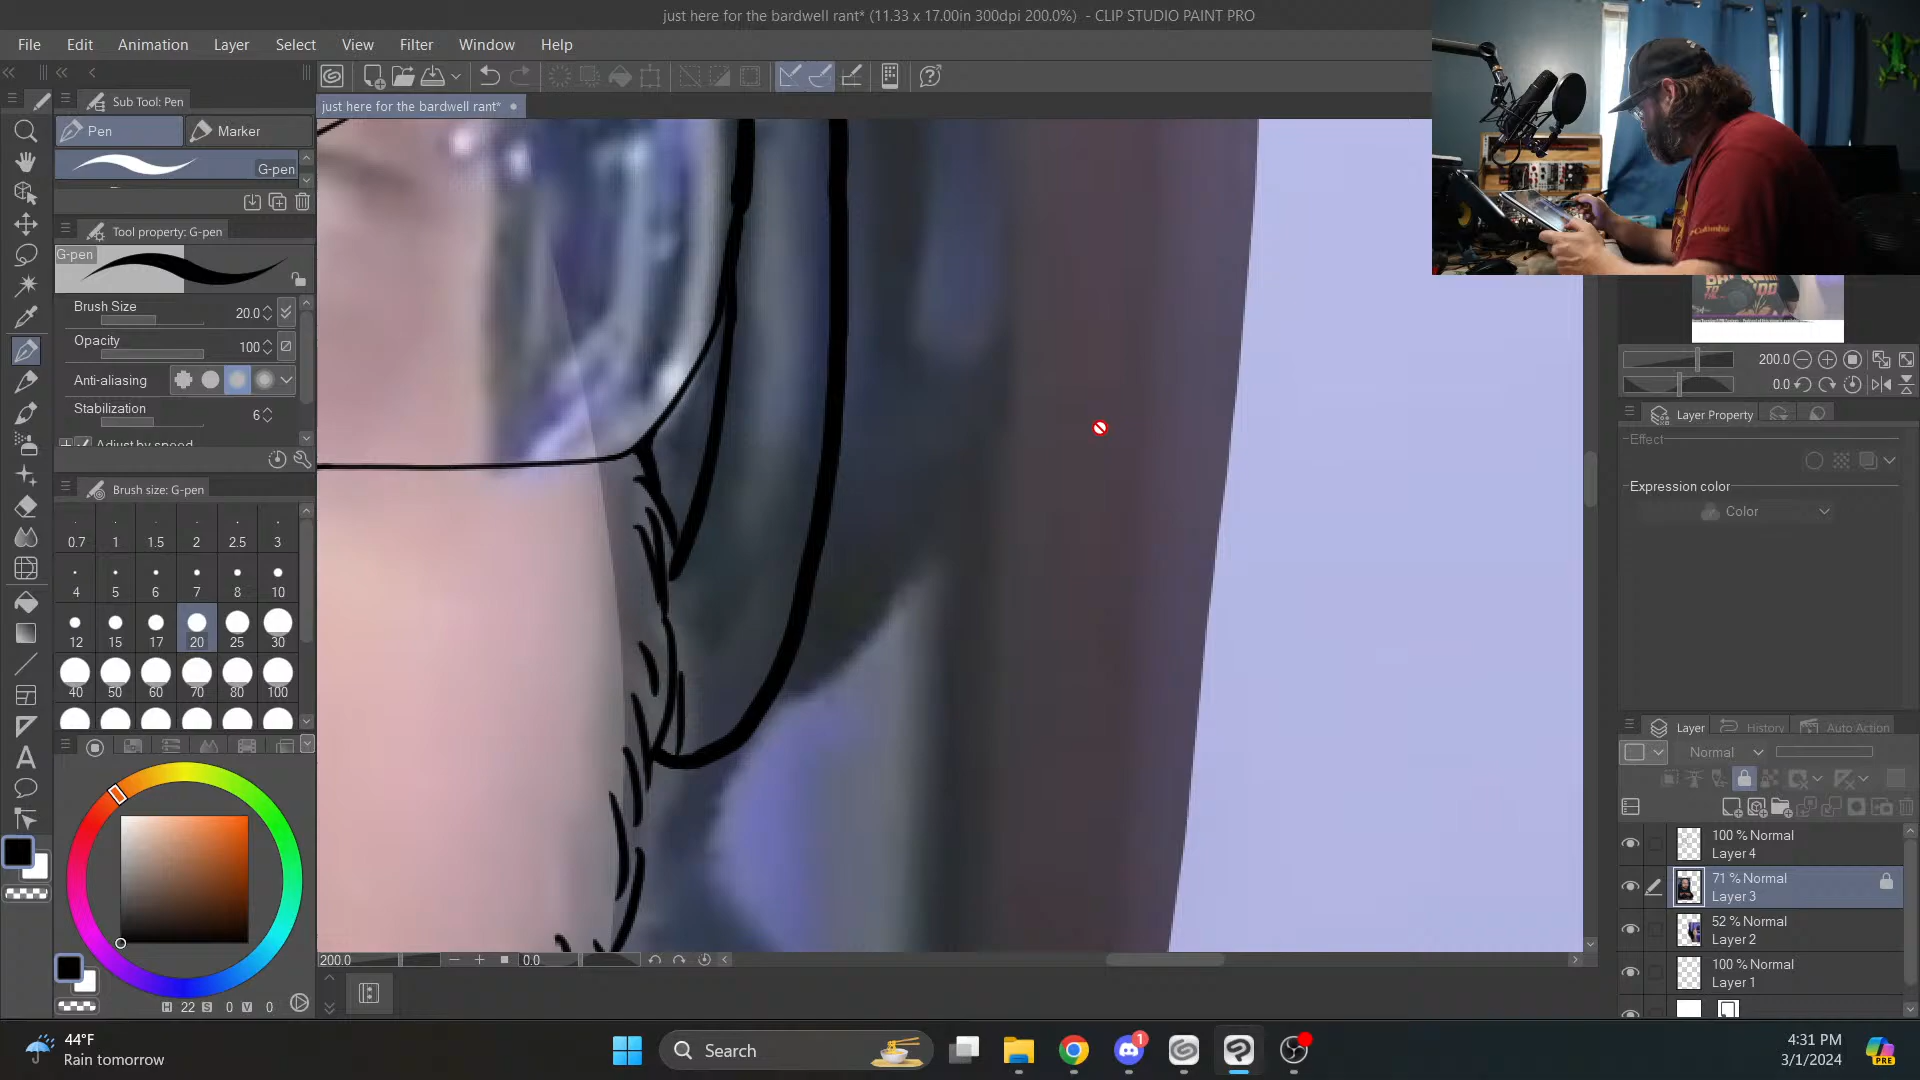 just here for the bardwell rant* (11.33 x 17.00in 300dpi 200.0%) - CLIP STUDIO PAINT PRO
File Edit Animation Layer Select View Filter Window Help
Sub Tool: Pen
just here for the bardwell rant*
Pen Marker
G-pen
Tool property: G-pen
G-pen
Brush Size 20.0
Opacity 100
Anti-aliasing
Stabilization 6
Adjust by speed
Brush size: G-pen
0.7 1 1.5 2 2.5 3
4 5 6 7 8 10
12 15 17 20 25 30
40 50 60 70 80 100
H 22 S 0 V 0
200.0 0.0
Columbia
200.0
0.0
Layer Property
Effect
Expression color
Color
Layer History Auto Action
Normal
100 % Normal
Layer 4
71 % Normal
Layer 3
52 % Normal
Layer 2
100 % Normal
Layer 1
44°F
Rain tomorrow
Search
1
4:31 PM
3/1/2024
PRE